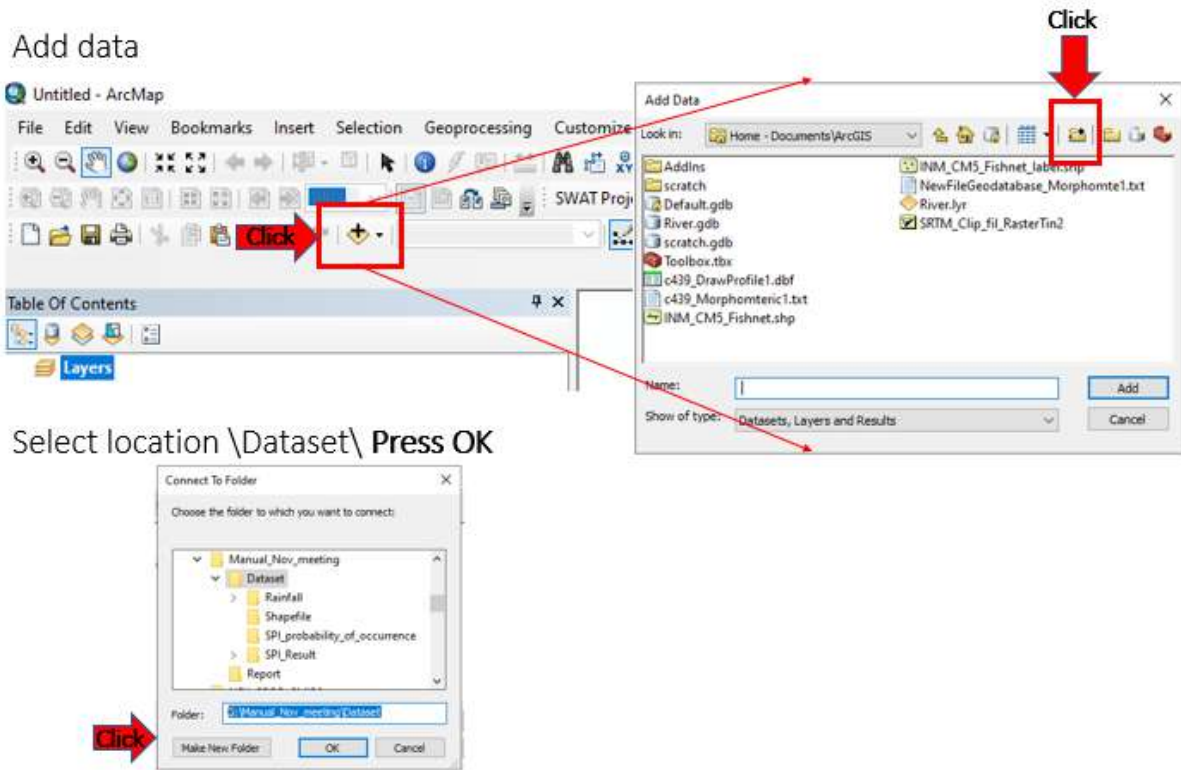 Click
Add data
Untitled - ArcMap
File Edit View Bookmarks Insert Selection Geoprocessing Customize
SWAT Proj
Click
Table Of Contents
Layers
Add Data
Look in: Home - Documents\ArcGIS
AddIns
scratch
Default.gdb
River.gdb
scratch.gdb
Toolbox.tbx
c439_DrawProfile1.dbf
c439_Morphomteric1.txt
INM_CM5_Fishnet.shp
INM_CM5_Fishnet_label.shp
NewFileGeodatabase_Morphomte1.txt
River.lyr
SRTM_Clip_fil_RasterTin2
Name: Add
Show of type: Datasets, Layers and Results Cancel
Select location \Dataset\ Press OK
Connect To Folder
Choose the folder to which you want to connect:
Manual_Nov_meeting
Dataset
Rainfall
Shapefile
SPI_probability_of_occurrence
SPI_Result
Report
Folder: G:\Manual_Nov_meeting\Dataset
Click
Make New Folder OK Cancel